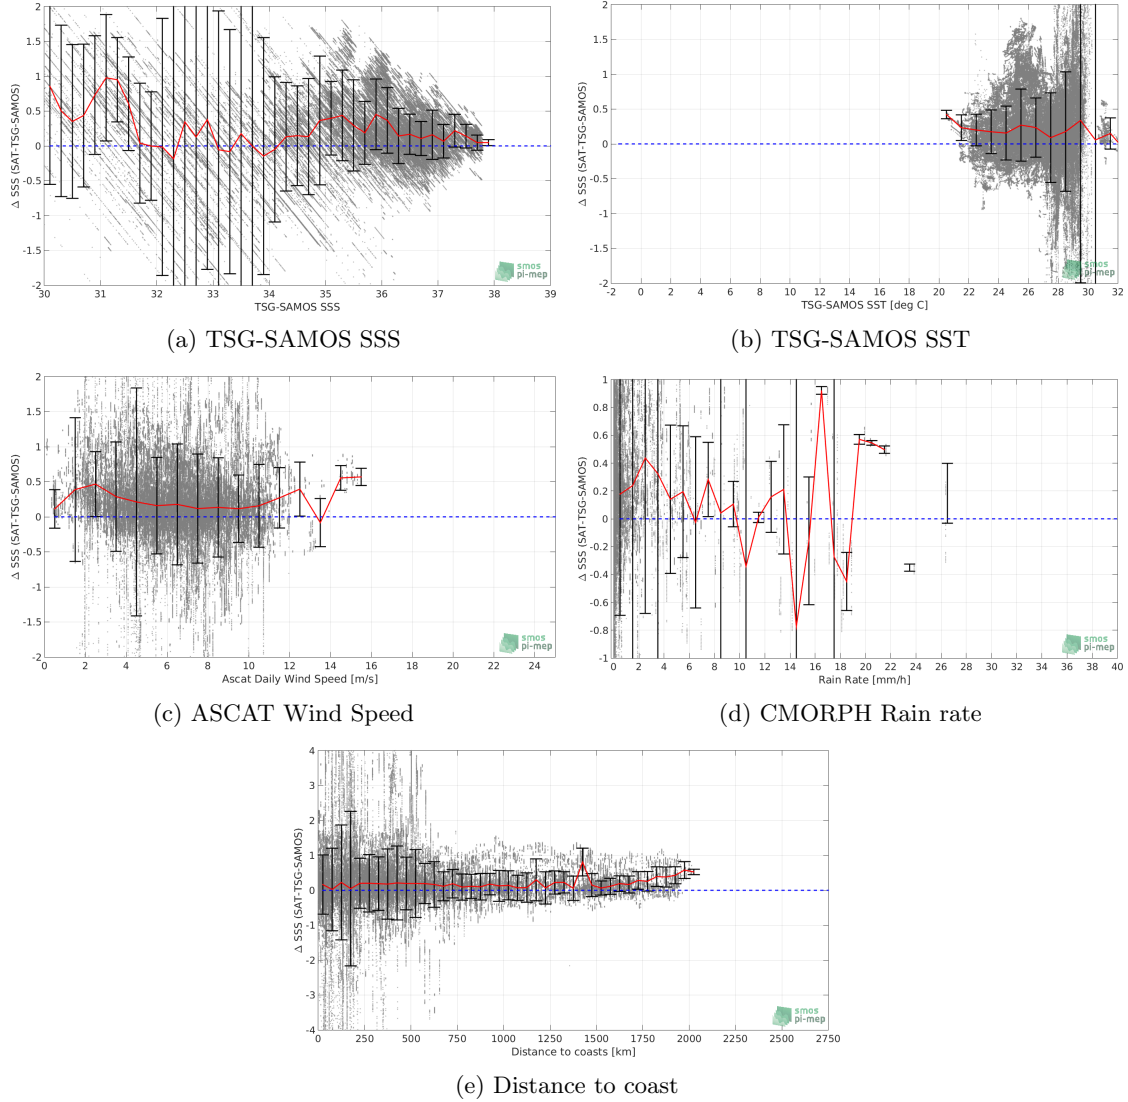 2
1.5
1
0.5
0
-0.5
-1
-1.5
-2
Δ SSS (SAT-TSG-SAMOS)
30 31 32 33 34 35 36 37 38 39
TSG-SAMOS SSS
smos
pi-mep
(a) TSG-SAMOS SSS
2
1.5
1
0.5
0
-0.5
-1
-1.5
-2
Δ SSS (SAT-TSG-SAMOS)
-2 0 2 4 6 8 10 12 14 16 18 20 22 24 26 28 30 32
TSG-SAMOS SST [deg C]
smos
pi-mep
(b) TSG-SAMOS SST
2
1.5
1
0.5
0
-0.5
-1
-1.5
-2
Δ SSS (SAT-TSG-SAMOS)
0 2 4 6 8 10 12 14 16 18 20 22 24
Ascat Daily Wind Speed [m/s]
smos
pi-mep
(c) ASCAT Wind Speed
1
0.8
0.6
0.4
0.2
0
-0.2
-0.4
-0.6
-0.8
-1
Δ SSS (SAT-TSG-SAMOS)
0 2 4 6 8 10 12 14 16 18 20 22 24 26 28 30 32 34 36 38 40
Rain Rate [mm/h]
smos
pi-mep
(d) CMORPH Rain rate
4
3
2
1
0
-1
-2
-3
-4
Δ SSS (SAT-TSG-SAMOS)
0 250 500 750 1000 1250 1500 1750 2000 2250 2500 2750
Distance to coasts [km]
smos
pi-mep
(e) Distance to coast